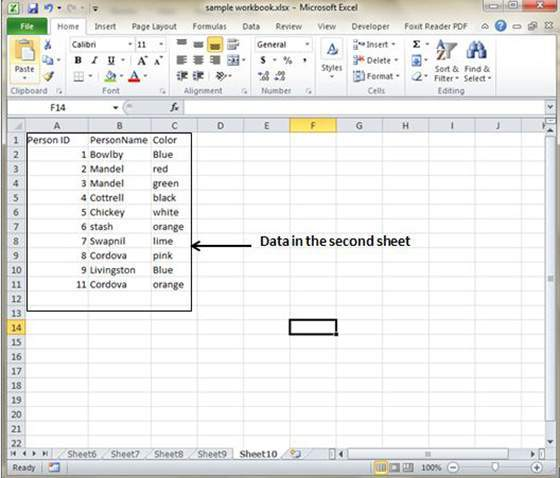 sample workbook.xlsx - Microsoft Excel
File Home Insert Page Layout Formulas Data Review View Developer Foxit Reader PDF
Calibri 11 General Insert Σ
Paste B I U $ % , Styles Delete Sort & Find &
Format Filter Select
Clipboard Font Alignment Number Cells Editing
F14 fx
A B C D E F G H I J
1 Person ID PersonName Color
2 1 Bowlby Blue
3 2 Mandel red
4 3 Mandel green
5 4 Cottrell black
6 5 Chickey white
7 6 stash orange
8 7 Swapnil lime Data in the second sheet
9 8 Cordova pink
10 9 Livingston Blue
11 11 Cordova orange
12
13
14
15
16
17
18
19
20
21
22
Sheet6 Sheet7 Sheet8 Sheet9 Sheet10
Ready 100%